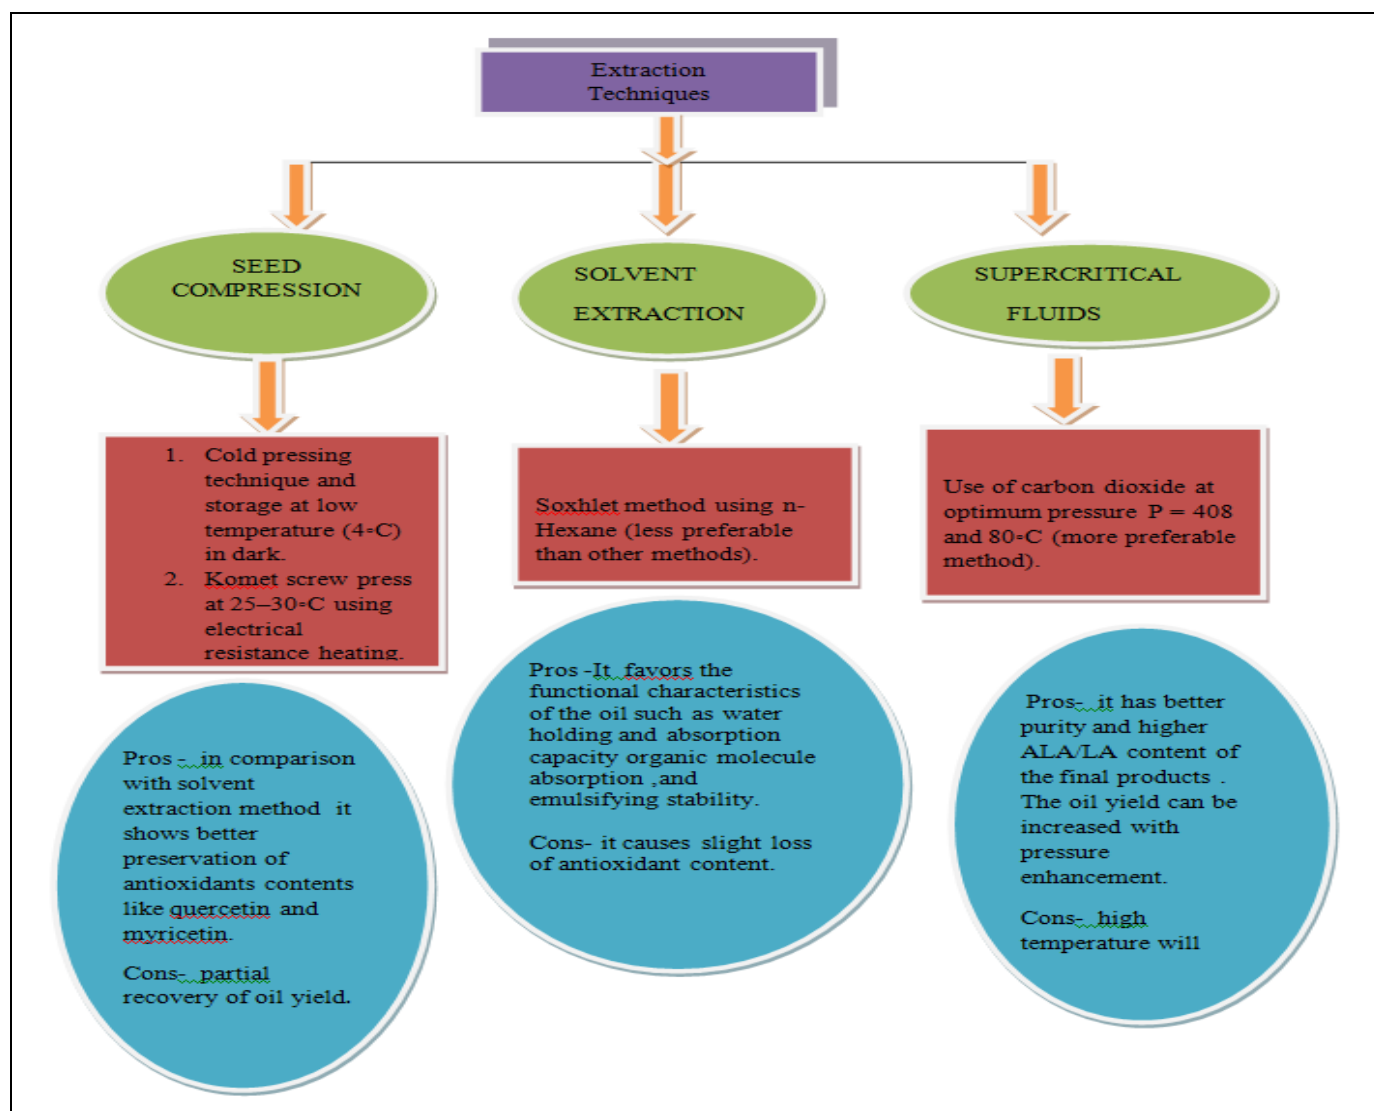 Extraction
Techniques
SEED
COMPRESSION
SOLVENT
EXTRACTION
SUPERCRITICAL
FLUIDS
1. Cold pressing
technique and
storage at low
temperature (4◦C)
in dark.
2. Komet screw press
at 25–30◦C using
electrical
resistance heating.
Soxhlet method using n-
Hexane (less preferable
than other methods).
Use of carbon dioxide at
optimum pressure P = 408
and 80◦C (more preferable
method).
Pros - in comparison
with solvent
extraction method it
shows better
preservation of
antioxidants contents
like quercetin and
myricetin.
Cons- partial
recovery of oil yield.
Pros -It favors the
functional characteristics
of the oil such as water
holding and absorption
capacity organic molecule
absorption ,and
emulsifying stability.
Cons- it causes slight loss
of antioxidant content.
Pros- it has better
purity and higher
ALA/LA content of
the final products .
The oil yield can be
increased with
pressure
enhancement.
Cons- high
temperature will